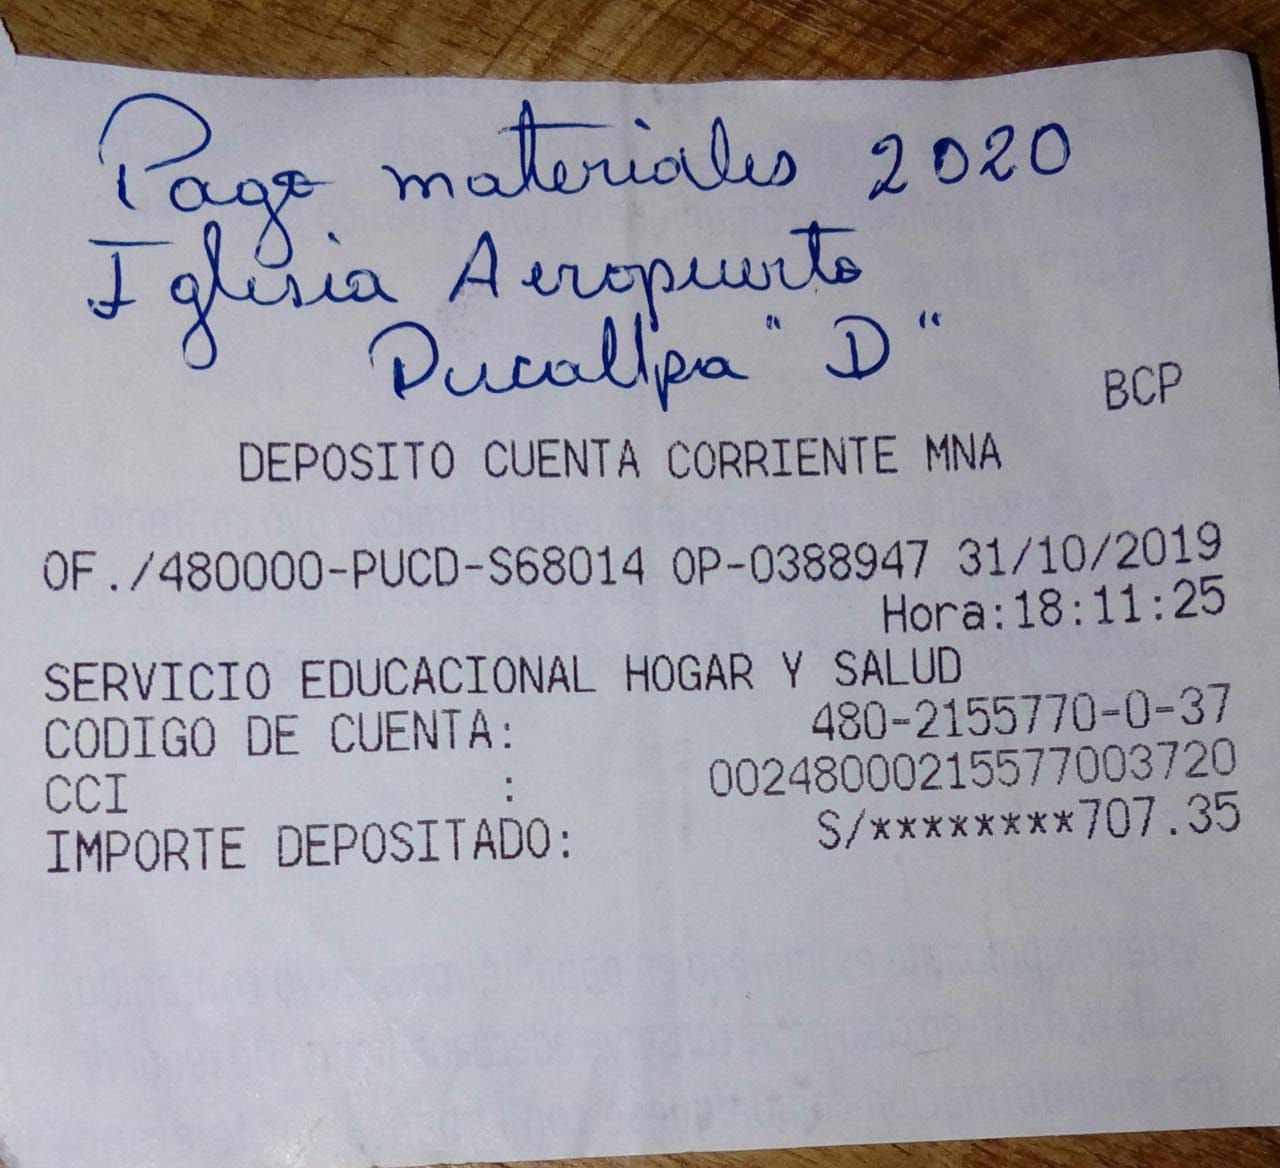 Pago materiales 2020
Iglesia Aeropuerto
Pucallpa "D"
BCP
DEPOSITO CUENTA CORRIENTE MNA
OF./480000-PUCD-S68014 OP-0388947 31/10/2019
Hora:18:11:25
SERVICIO EDUCACIONAL HOGAR Y SALUD
CODIGO DE CUENTA: 480-2155770-0-37
CCI : 00248000215577003720
IMPORTE DEPOSITADO: S/********707.35